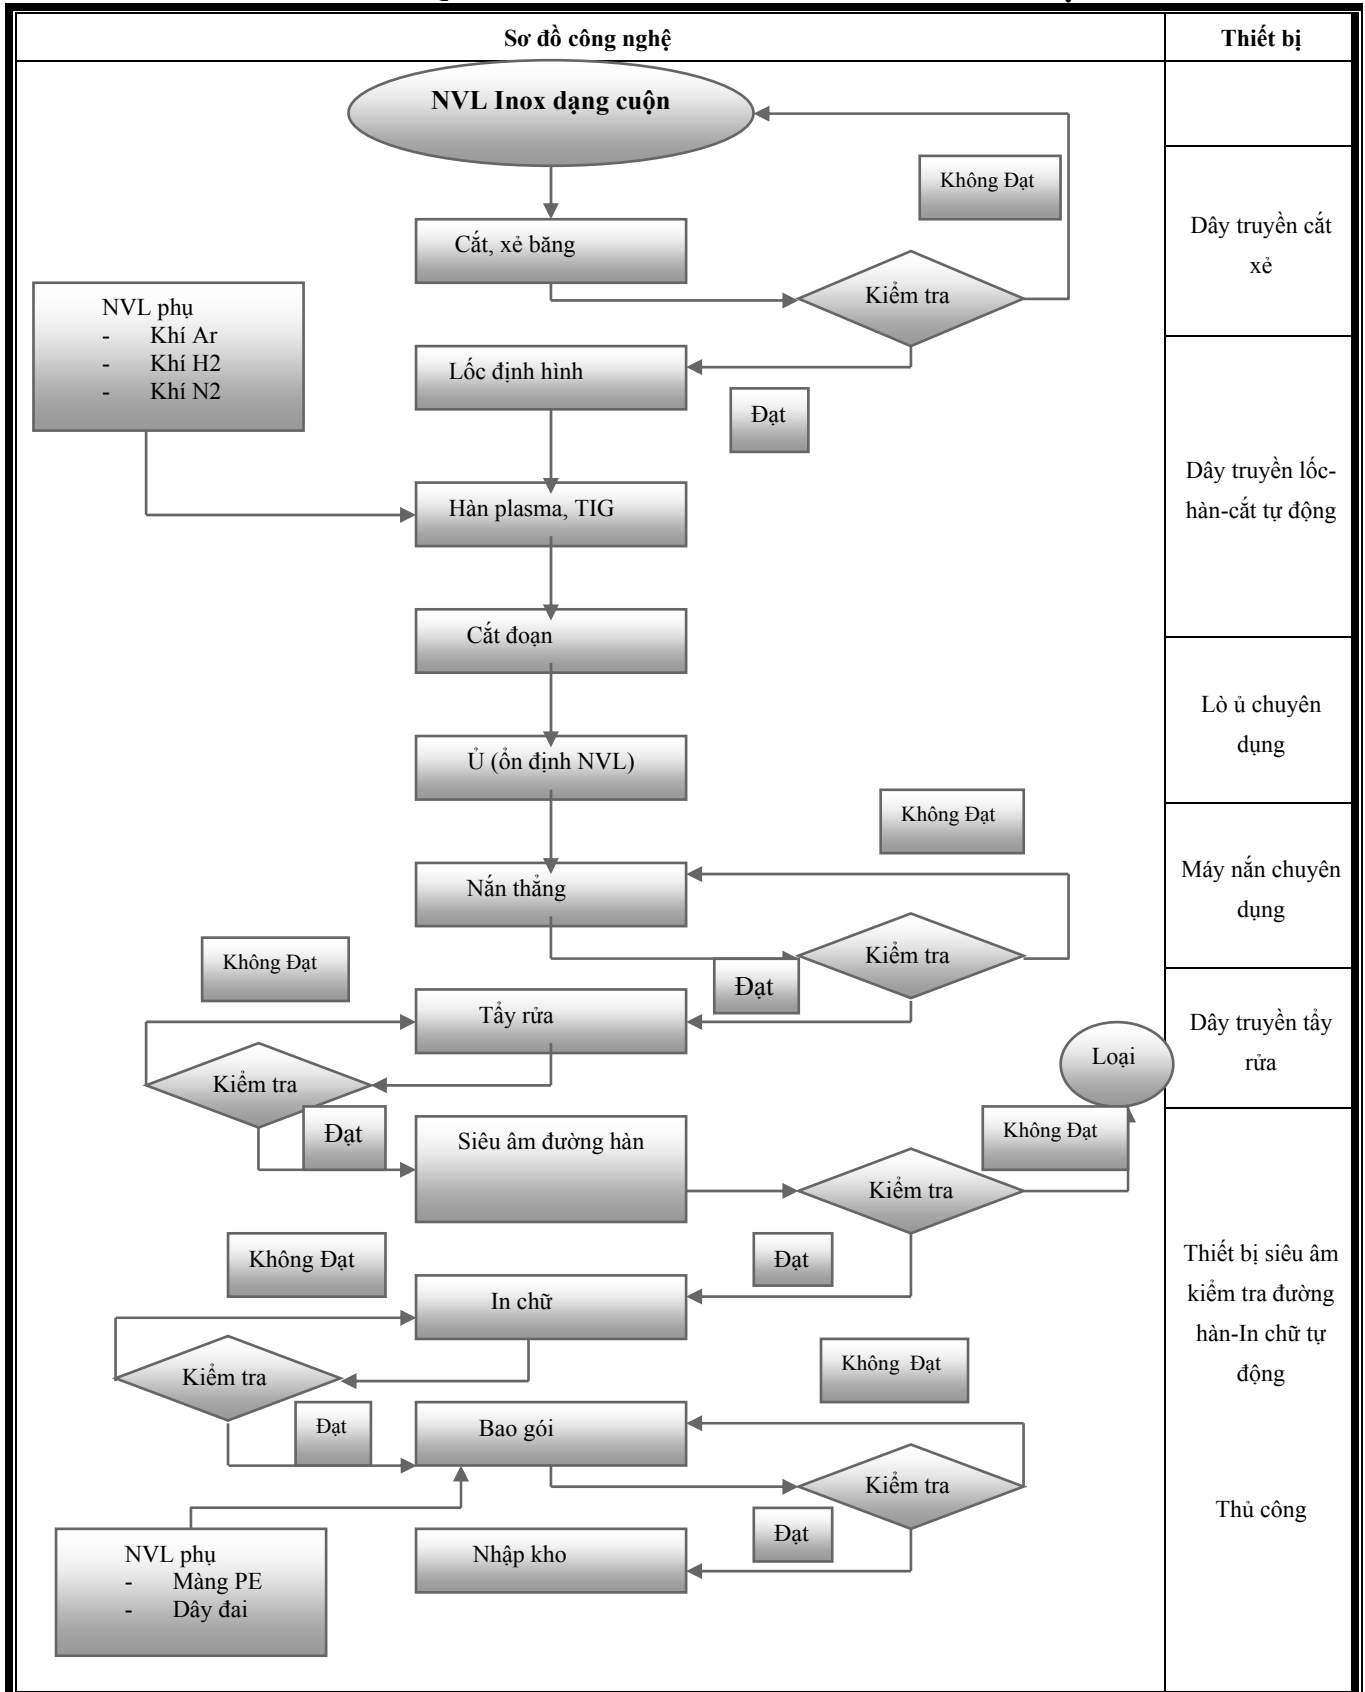 Sơ đồ công nghệ
Thiết bị
NVL Inox dạng cuộn
Không Đạt
Cắt, xẻ băng
Kiểm tra
Dây truyền cắt
xẻ
NVL phụ
- Khí Ar
- Khí H2
- Khí N2
Lốc định hình
Đạt
Hàn plasma, TIG
Dây truyền lốc-
hàn-cắt tự động
Cắt đoạn
Ủ (ổn định NVL)
Lò ủ chuyên
dụng
Không Đạt
Nắn thẳng
Kiểm tra
Máy nắn chuyên
dụng
Không Đạt
Đạt
Tẩy rửa
Kiểm tra
Loại
Dây truyền tẩy
rửa
Đạt
Siêu âm đường hàn
Kiểm tra
Không Đạt
Không Đạt
Đạt
In chữ
Kiểm tra
Thiết bị siêu âm
kiểm tra đường
hàn-In chữ tự
động
Không Đạt
Đạt
Bao gói
Kiểm tra
Thủ công
NVL phụ
- Màng PE
- Dây đai
Đạt
Nhập kho